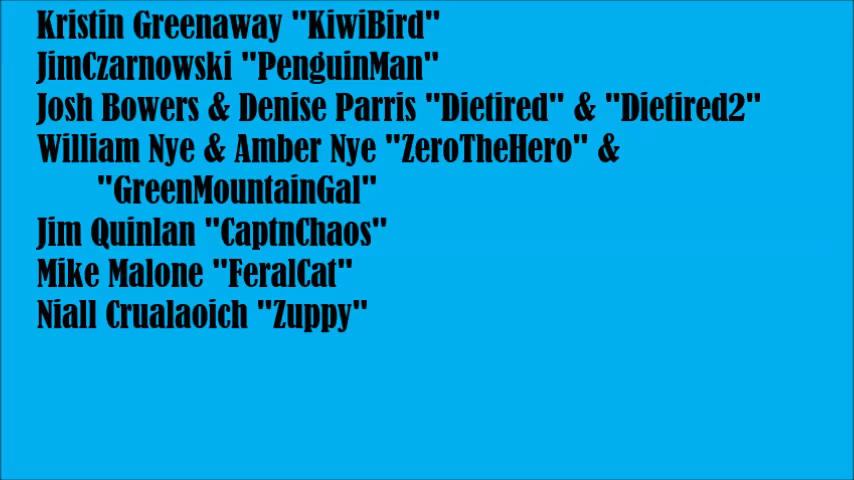 Kristin Greenaway "KiwiBird"
JimCzarnowski "PenguinMan"
Josh Bowers & Denise Parris "Dietired" & "Dietired2"
William Nye & Amber Nye "ZeroTheHero" &
"GreenMountainGal"
Jim Quinlan "CaptnChaos"
Mike Malone "FeralCat"
Niall Crualaoich "Zuppy"